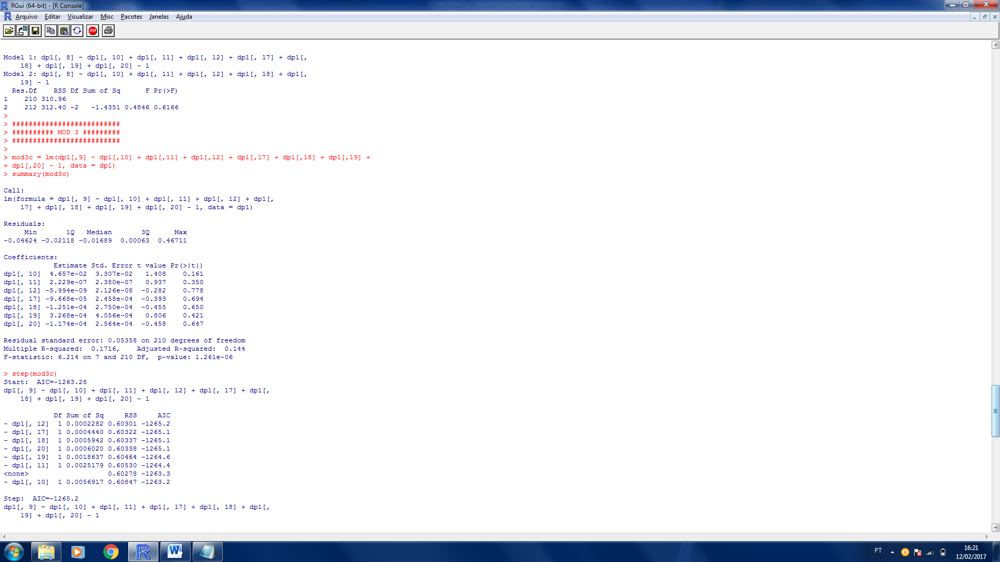 RGui (64-bit) - [R Console]
Arquivo Editar Visualizar Misc Pacotes Janelas Ajuda
STOP
Model 1: dp1[, 8] ~ dp1[, 10] + dp1[, 11] + dp1[, 12] + dp1[, 17] + dp1[,
    18] + dp1[, 19] + dp1[, 20] - 1
Model 2: dp1[, 8] ~ dp1[, 10] + dp1[, 11] + dp1[, 12] + dp1[, 18] + dp1[,
    19] - 1
  Res.Df    RSS Df Sum of Sq      F Pr(>F)
1    210 310.96
2    212 312.40 -2   -1.4351 0.4846 0.6166
>
> ##########################
> ########## MOD 3 #########
> ##########################
>
> mod3c = lm(dp1[,9] ~ dp1[,10] + dp1[,11] + dp1[,12] + dp1[,17] + dp1[,18] + dp1[,19] +
+ dp1[,20] - 1, data = dp1)
> summary(mod3c)
Call:
lm(formula = dp1[, 9] ~ dp1[, 10] + dp1[, 11] + dp1[, 12] + dp1[,
    17] + dp1[, 18] + dp1[, 19] + dp1[, 20] - 1, data = dp1)
Residuals:
     Min       1Q   Median       3Q      Max
-0.04624 -0.02118 -0.01689  0.00063  0.46711
Coefficients:
            Estimate Std. Error t value Pr(>|t|)
dp1[, 10]  4.657e-02  3.307e-02   1.408    0.161
dp1[, 11]  2.229e-07  2.380e-07   0.937    0.350
dp1[, 12] -5.994e-09  2.126e-08  -0.282    0.778
dp1[, 17] -9.668e-05  2.458e-04  -0.393    0.694
dp1[, 18] -1.251e-04  2.750e-04  -0.455    0.650
dp1[, 19]  3.268e-04  4.056e-04   0.806    0.421
dp1[, 20] -1.174e-04  2.564e-04  -0.458    0.647
Residual standard error: 0.05358 on 210 degrees of freedom
Multiple R-squared:  0.1716,    Adjusted R-squared:  0.144
F-statistic: 6.214 on 7 and 210 DF,  p-value: 1.261e-06
> step(mod3c)
Start:  AIC=-1263.28
dp1[, 9] ~ dp1[, 10] + dp1[, 11] + dp1[, 12] + dp1[, 17] + dp1[,
    18] + dp1[, 19] + dp1[, 20] - 1
            Df Sum of Sq     RSS     AIC
- dp1[, 12]  1 0.0002282 0.60301 -1265.2
- dp1[, 17]  1 0.0004440 0.60322 -1265.1
- dp1[, 18]  1 0.0005942 0.60337 -1265.1
- dp1[, 20]  1 0.0006020 0.60338 -1265.1
- dp1[, 19]  1 0.0018637 0.60464 -1264.6
- dp1[, 11]  1 0.0025179 0.60530 -1264.4
<none>                   0.60278 -1263.3
- dp1[, 10]  1 0.0056917 0.60847 -1263.2
Step:  AIC=-1265.2
dp1[, 9] ~ dp1[, 10] + dp1[, 11] + dp1[, 17] + dp1[, 18] + dp1[,
    19] + dp1[, 20] - 1
PT
16:21
12/02/2017